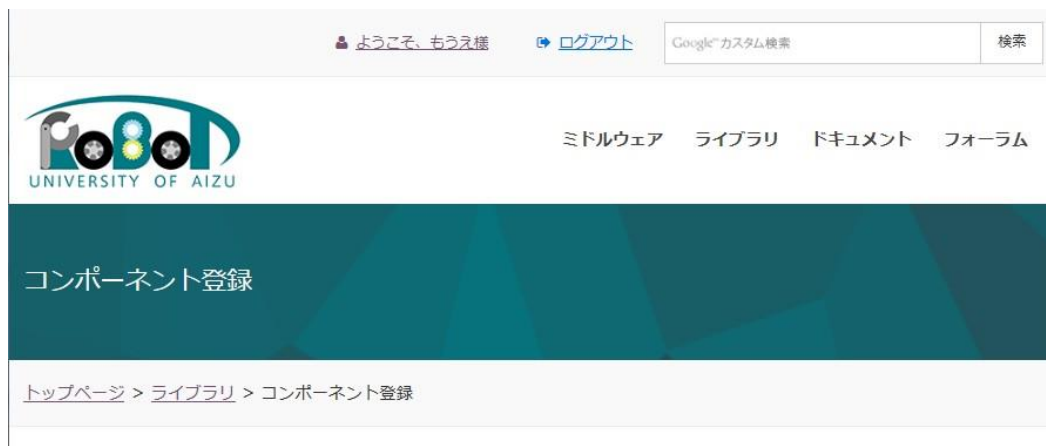 ようこそ、もうえ様 ログアウト Google™カスタム検索 検索
RoBoT
UNIVERSITY OF AIZU
ミドルウェア ライブラリ ドキュメント フォーラム
コンポーネント登録
トップページ > ライブラリ > コンポーネント登録